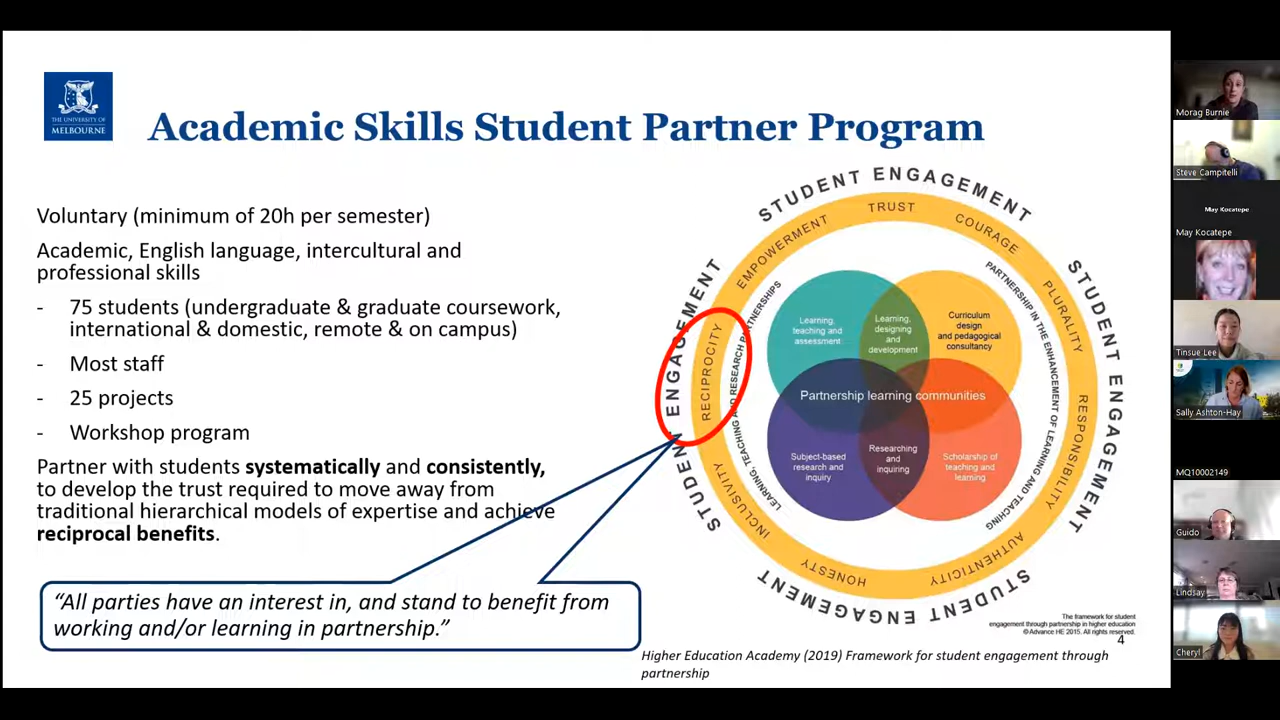 THE UNIVERSITY OF
MELBOURNE
Academic Skills Student Partner Program
Voluntary (minimum of 20h per semester)
Academic, English language, intercultural and
professional skills
- 75 students (undergraduate & graduate coursework,
international & domestic, remote & on campus)
- Most staff
- 25 projects
- Workshop program
Partner with students systematically and consistently,
to develop the trust required to move away from
traditional hierarchical models of expertise and achieve
reciprocal benefits.
“All parties have an interest in, and stand to benefit from
working and/or learning in partnership.”
STUDENT ENGAGEMENT
STUDENT ENGAGEMENT
STUDENT ENGAGEMENT
STUDENT ENGAGEMENT
TRUST
COURAGE
PLURALITY
RESPONSIBILITY
AUTHENTICITY
HONESTY
INCLUSIVITY
RECIPROCITY
EMPOWERMENT
LEARNING, TEACHING AND RESEARCH PARTNERSHIPS
PARTNERSHIP IN THE ENHANCEMENT OF LEARNING AND TEACHING
Learning,
teaching and
assessment
Learning,
designing
and
development
Curriculum
design
and pedagogical
consultancy
Partnership learning communities
Subject-based
research and
inquiry
Researching
and
inquiring
Scholarship of
teaching and
learning
The framework for student
engagement through partnership in higher education
© Advance HE 2015. All rights reserved.
4
Higher Education Academy (2019) Framework for student engagement through
partnership
Morag Burnie
Steve Campitelli
May Kocatepe
May Kocatepe
Tinsue Lee
Sally Ashton-Hay
MQ10002149
Guido
Lindsay
Cheryl